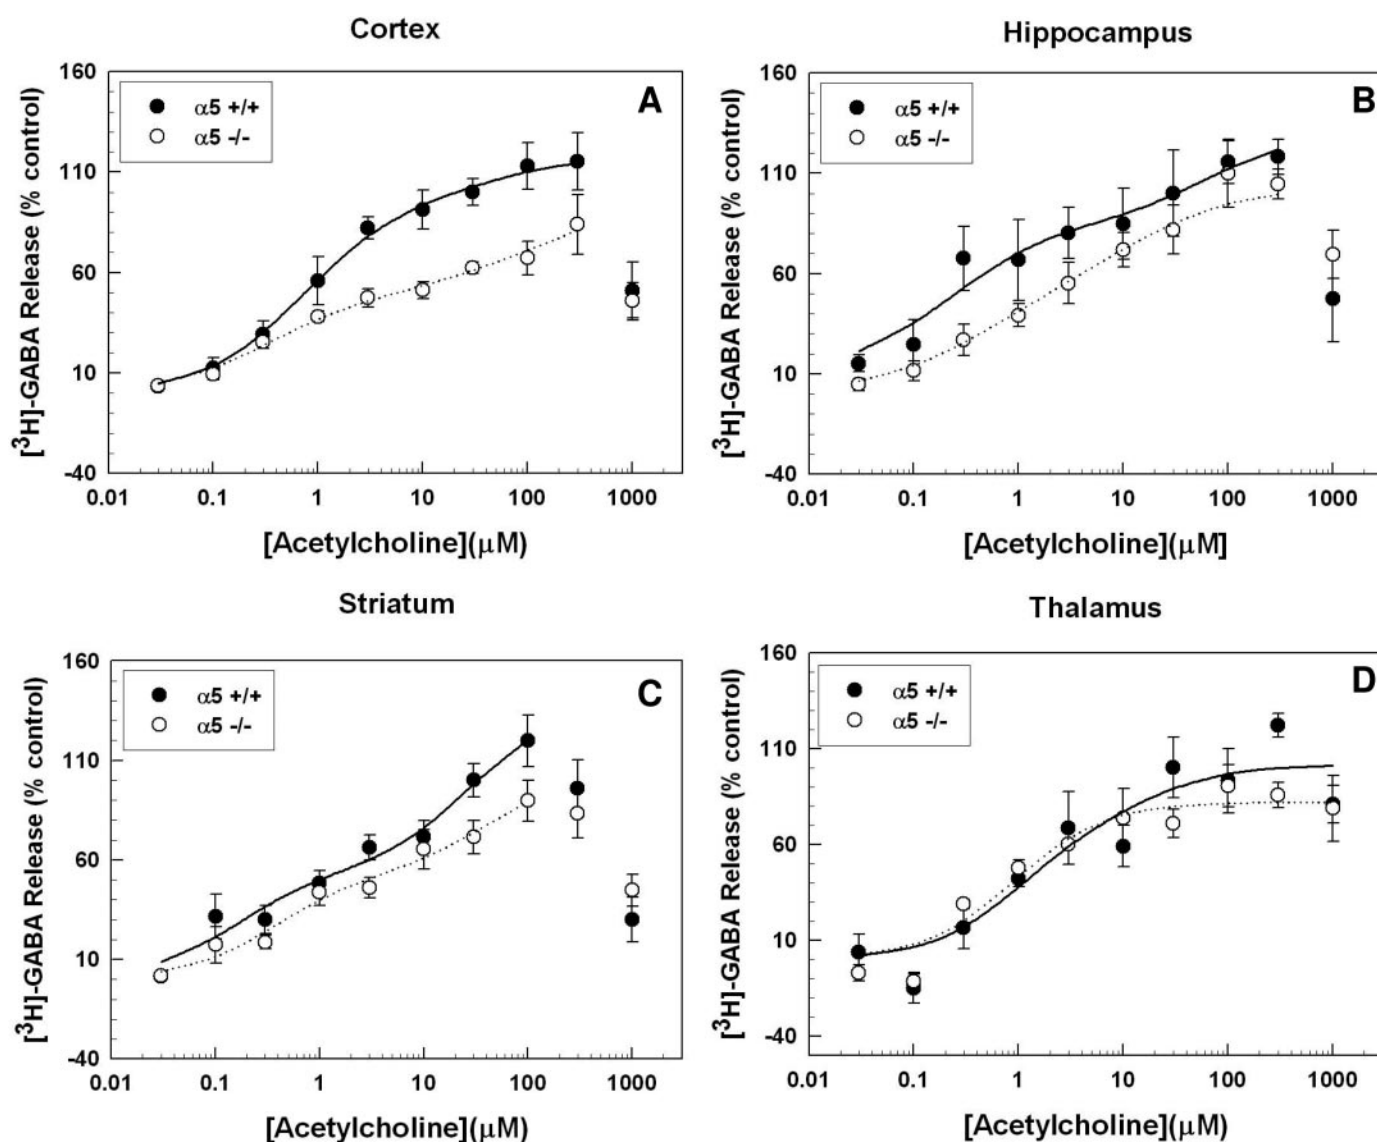 Cortex
A
α5 +/+
α5 -/-
[³H]-GABA Release (% control)
160
110
60
10
-40
0.01 0.1 1 10 100 1000
[Acetylcholine](μM)
Hippocampus
B
α5 +/+
α5 -/-
[³H]-GABA Release (% control)
160
110
60
10
-40
0.01 0.1 1 10 100 1000
[Acetylcholine](μM]
Striatum
C
α5 +/+
α5 -/-
[³H]-GABA Release (% control)
160
110
60
10
-40
0.01 0.1 1 10 100 1000
[Acetylcholine](μM)
Thalamus
D
α5 +/+
α5 -/-
[³H]-GABA Release (% control)
160
110
60
10
-40
0.01 0.1 1 10 100 1000
[Acetylcholine](μM)